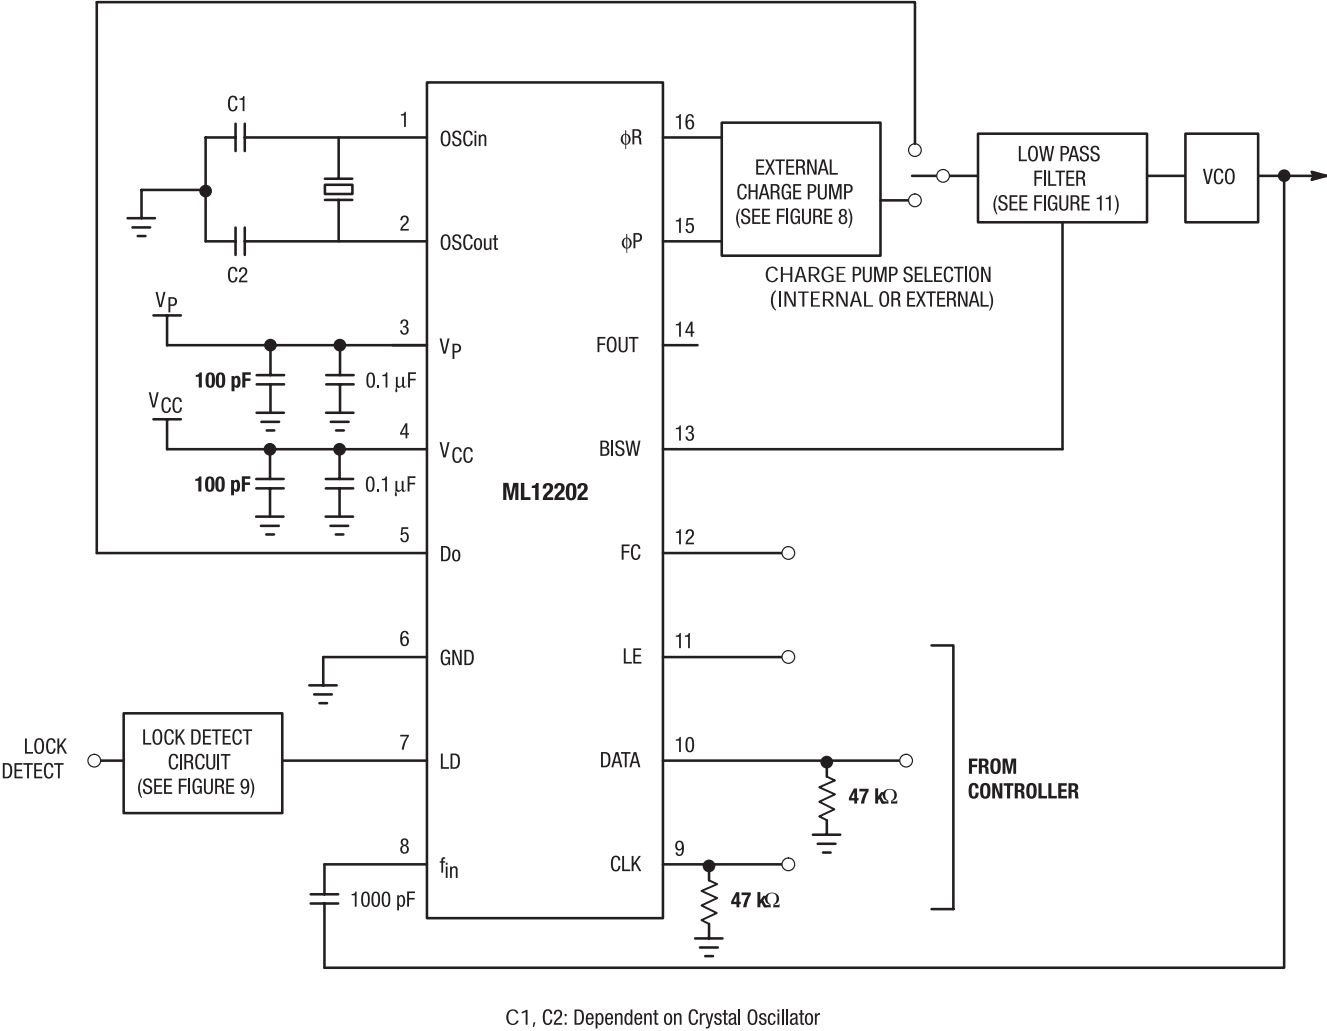 C1
1
OSCin
C2
2
OSCout
VP
3
VP
100 pF
0.1 μF
VCC
4
VCC
100 pF
0.1 μF
5
Do
6
GND
LOCK
DETECT
LOCK DETECT
CIRCUIT
(SEE FIGURE 9)
7
LD
8
fin
1000 pF
ML12202
16
ϕR
15
ϕP
EXTERNAL
CHARGE PUMP
(SEE FIGURE 8)
CHARGE PUMP SELECTION
(INTERNAL OR EXTERNAL)
LOW PASS
FILTER
(SEE FIGURE 11)
VCO
14
FOUT
13
BISW
12
FC
11
LE
10
DATA
47 kΩ
9
CLK
47 kΩ
FROM
CONTROLLER
C1, C2: Dependent on Crystal Oscillator